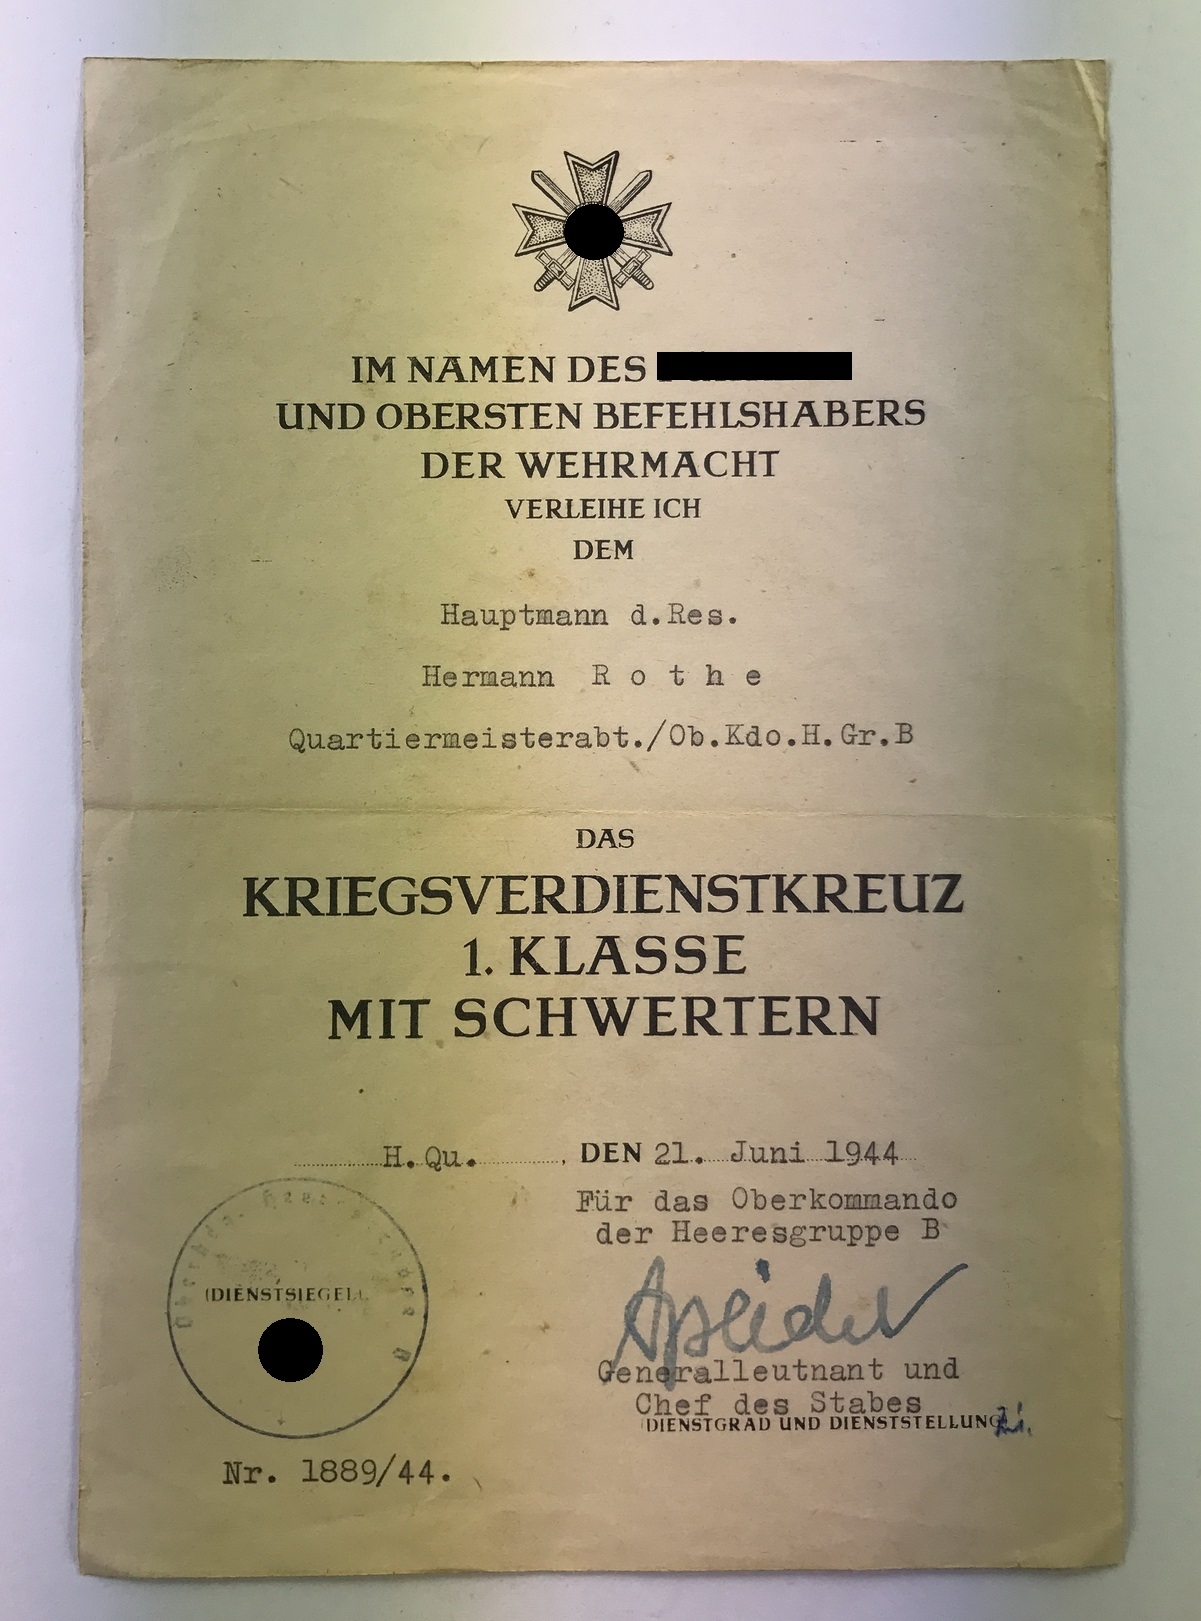 IM NAMEN DES
UND OBERSTEN BEFEHLSHABERS
DER WEHRMACHT
VERLEIHE ICH
DEM
Hauptmann d.Res.
Hermann R o t h e
Quartiermeisterabt./Ob.Kdo.H.Gr.B
DAS
KRIEGSVERDIENSTKREUZ
1. KLASSE
MIT SCHWERTERN
H.Qu. , DEN 21. Juni 1944
Für das Oberkommando
der Heeresgruppe B
(DIENSTSIEGEL)
Speidel
Generalleutnant und
Chef des Stabes
(DIENSTGRAD UND DIENSTSTELLUNG)
Nr. 1889/44.